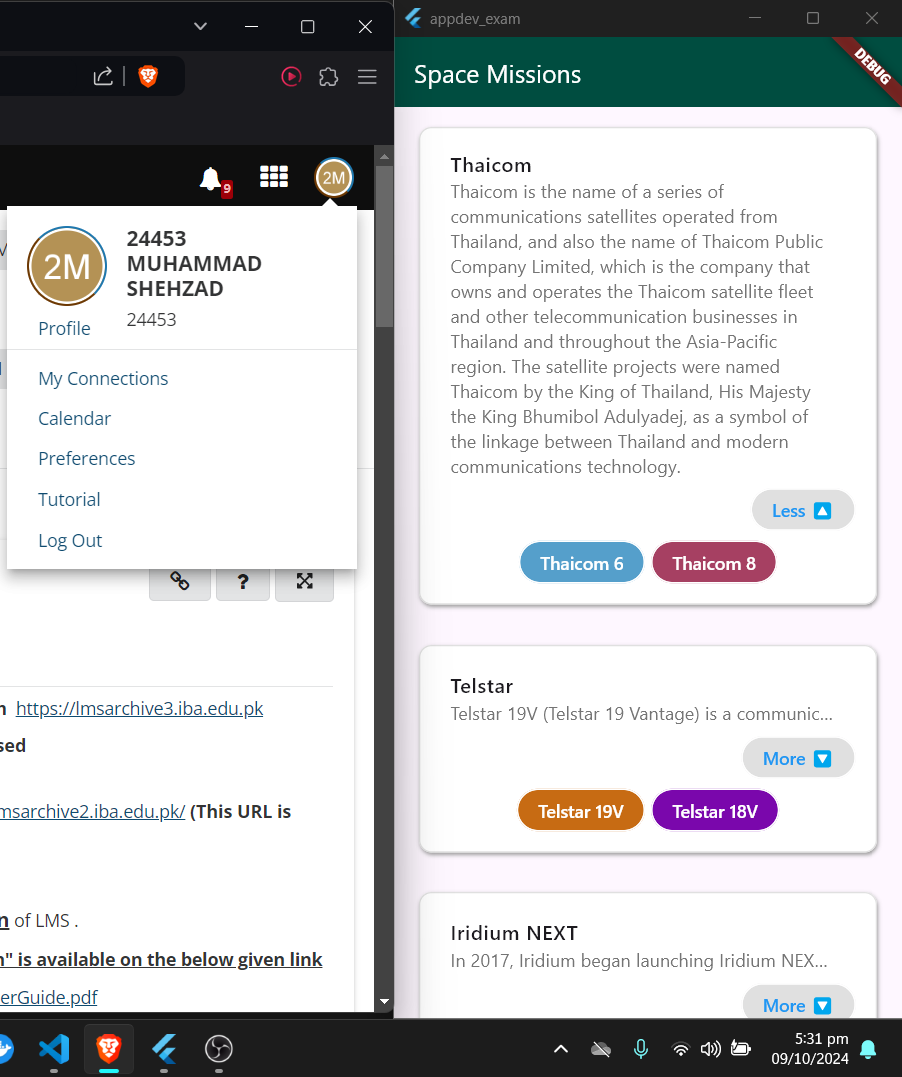 appdev_exam
Space Missions
DEBUG
9
2M
2M
24453
MUHAMMAD
SHEHZAD
24453
Profile
My Connections
Calendar
Preferences
Tutorial
Log Out
?
https://lmsarchive3.iba.edu.pk
sed
msarchive2.iba.edu.pk/ (This URL is
n of LMS .
n" is available on the below given link
erGuide.pdf
Thaicom
Thaicom is the name of a series of
communications satellites operated from
Thailand, and also the name of Thaicom Public
Company Limited, which is the company that
owns and operates the Thaicom satellite fleet
and other telecommunication businesses in
Thailand and throughout the Asia-Pacific
region. The satellite projects were named
Thaicom by the King of Thailand, His Majesty
the King Bhumibol Adulyadej, as a symbol of
the linkage between Thailand and modern
communications technology.
Less 🔼
Thaicom 6 Thaicom 8
Telstar
Telstar 19V (Telstar 19 Vantage) is a communic...
More 🔽
Telstar 19V Telstar 18V
Iridium NEXT
In 2017, Iridium began launching Iridium NEX...
More 🔽
5:31 pm
09/10/2024